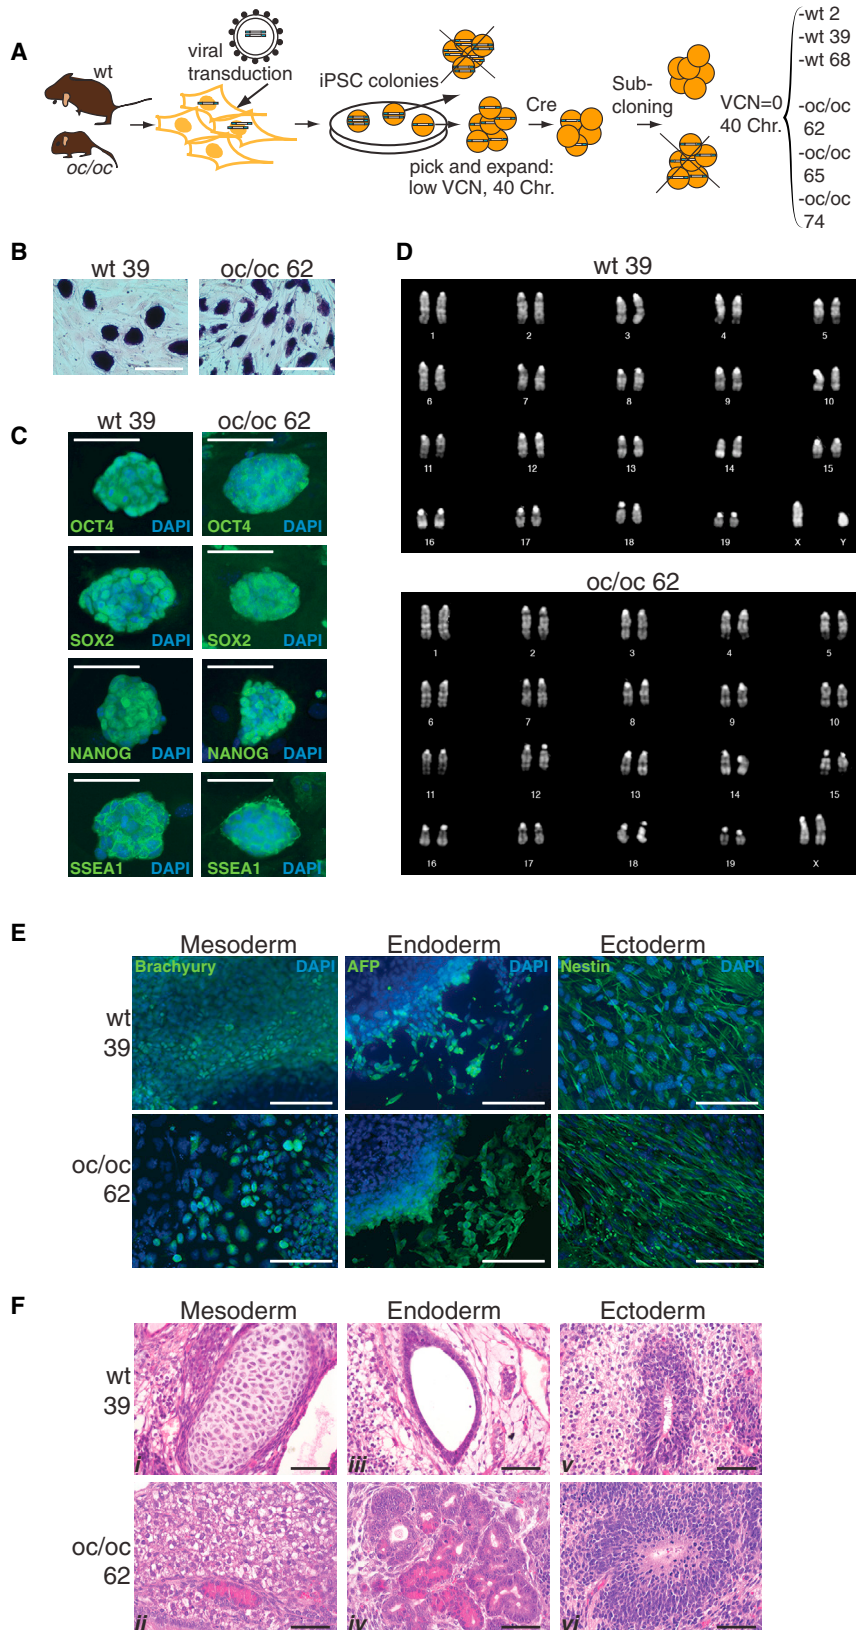 A
wt
oc/oc
viral
transduction
iPSC colonies
pick and expand:
low VCN, 40 Chr.
Cre
Sub-
cloning
VCN=0
40 Chr.
-wt 2
-wt 39
-wt 68
-oc/oc
62
-oc/oc
65
-oc/oc
74
B
wt 39 oc/oc 62
C
wt 39 oc/oc 62
OCT4 DAPI OCT4 DAPI
SOX2 DAPI SOX2 DAPI
NANOG DAPI NANOG DAPI
SSEA1 DAPI SSEA1 DAPI
D
wt 39
1 2 3 4 5
6 7 8 9 10
11 12 13 14 15
16 17 18 19 X Y
oc/oc 62
1 2 3 4 5
6 7 8 9 10
11 12 13 14 15
16 17 18 19 X
E
Mesoderm Endoderm Ectoderm
wt
39
Brachyury DAPI AFP DAPI Nestin DAPI
oc/oc
62
F
Mesoderm Endoderm Ectoderm
wt
39
i iii v
oc/oc
62
ii iv vi